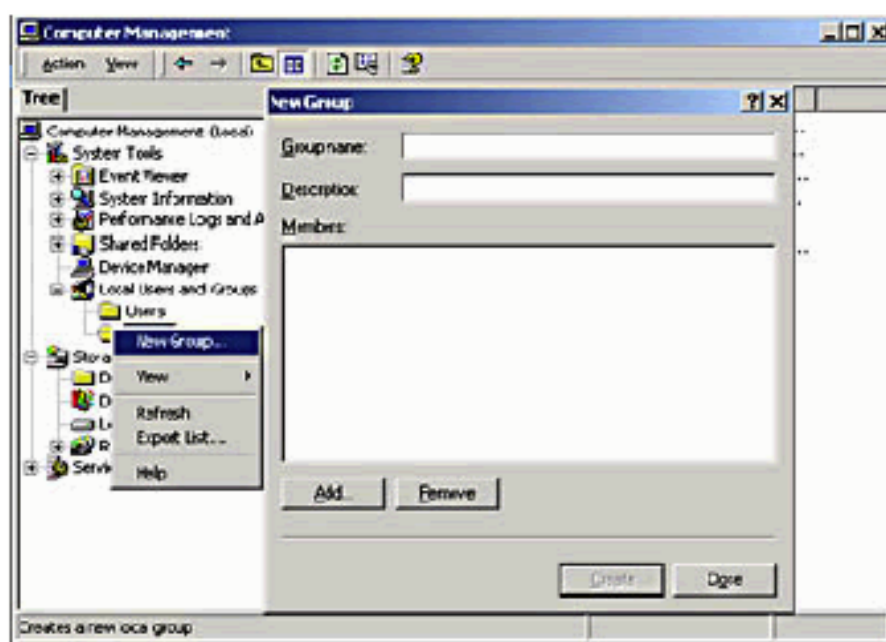 Computer Management
Action View
Tree
Computer Management (Local)
System Tools
Event Viewer
System Information
Performance Logs and A
Shared Folders
Device Manager
Local Users and Groups
Users
Stora
D
D
L
R
Servi
New Group...
View
Refresh
Export List...
Help
New Group
Group name:
Description:
Members:
Add...
Remove
Create
Close
Creates a new local group